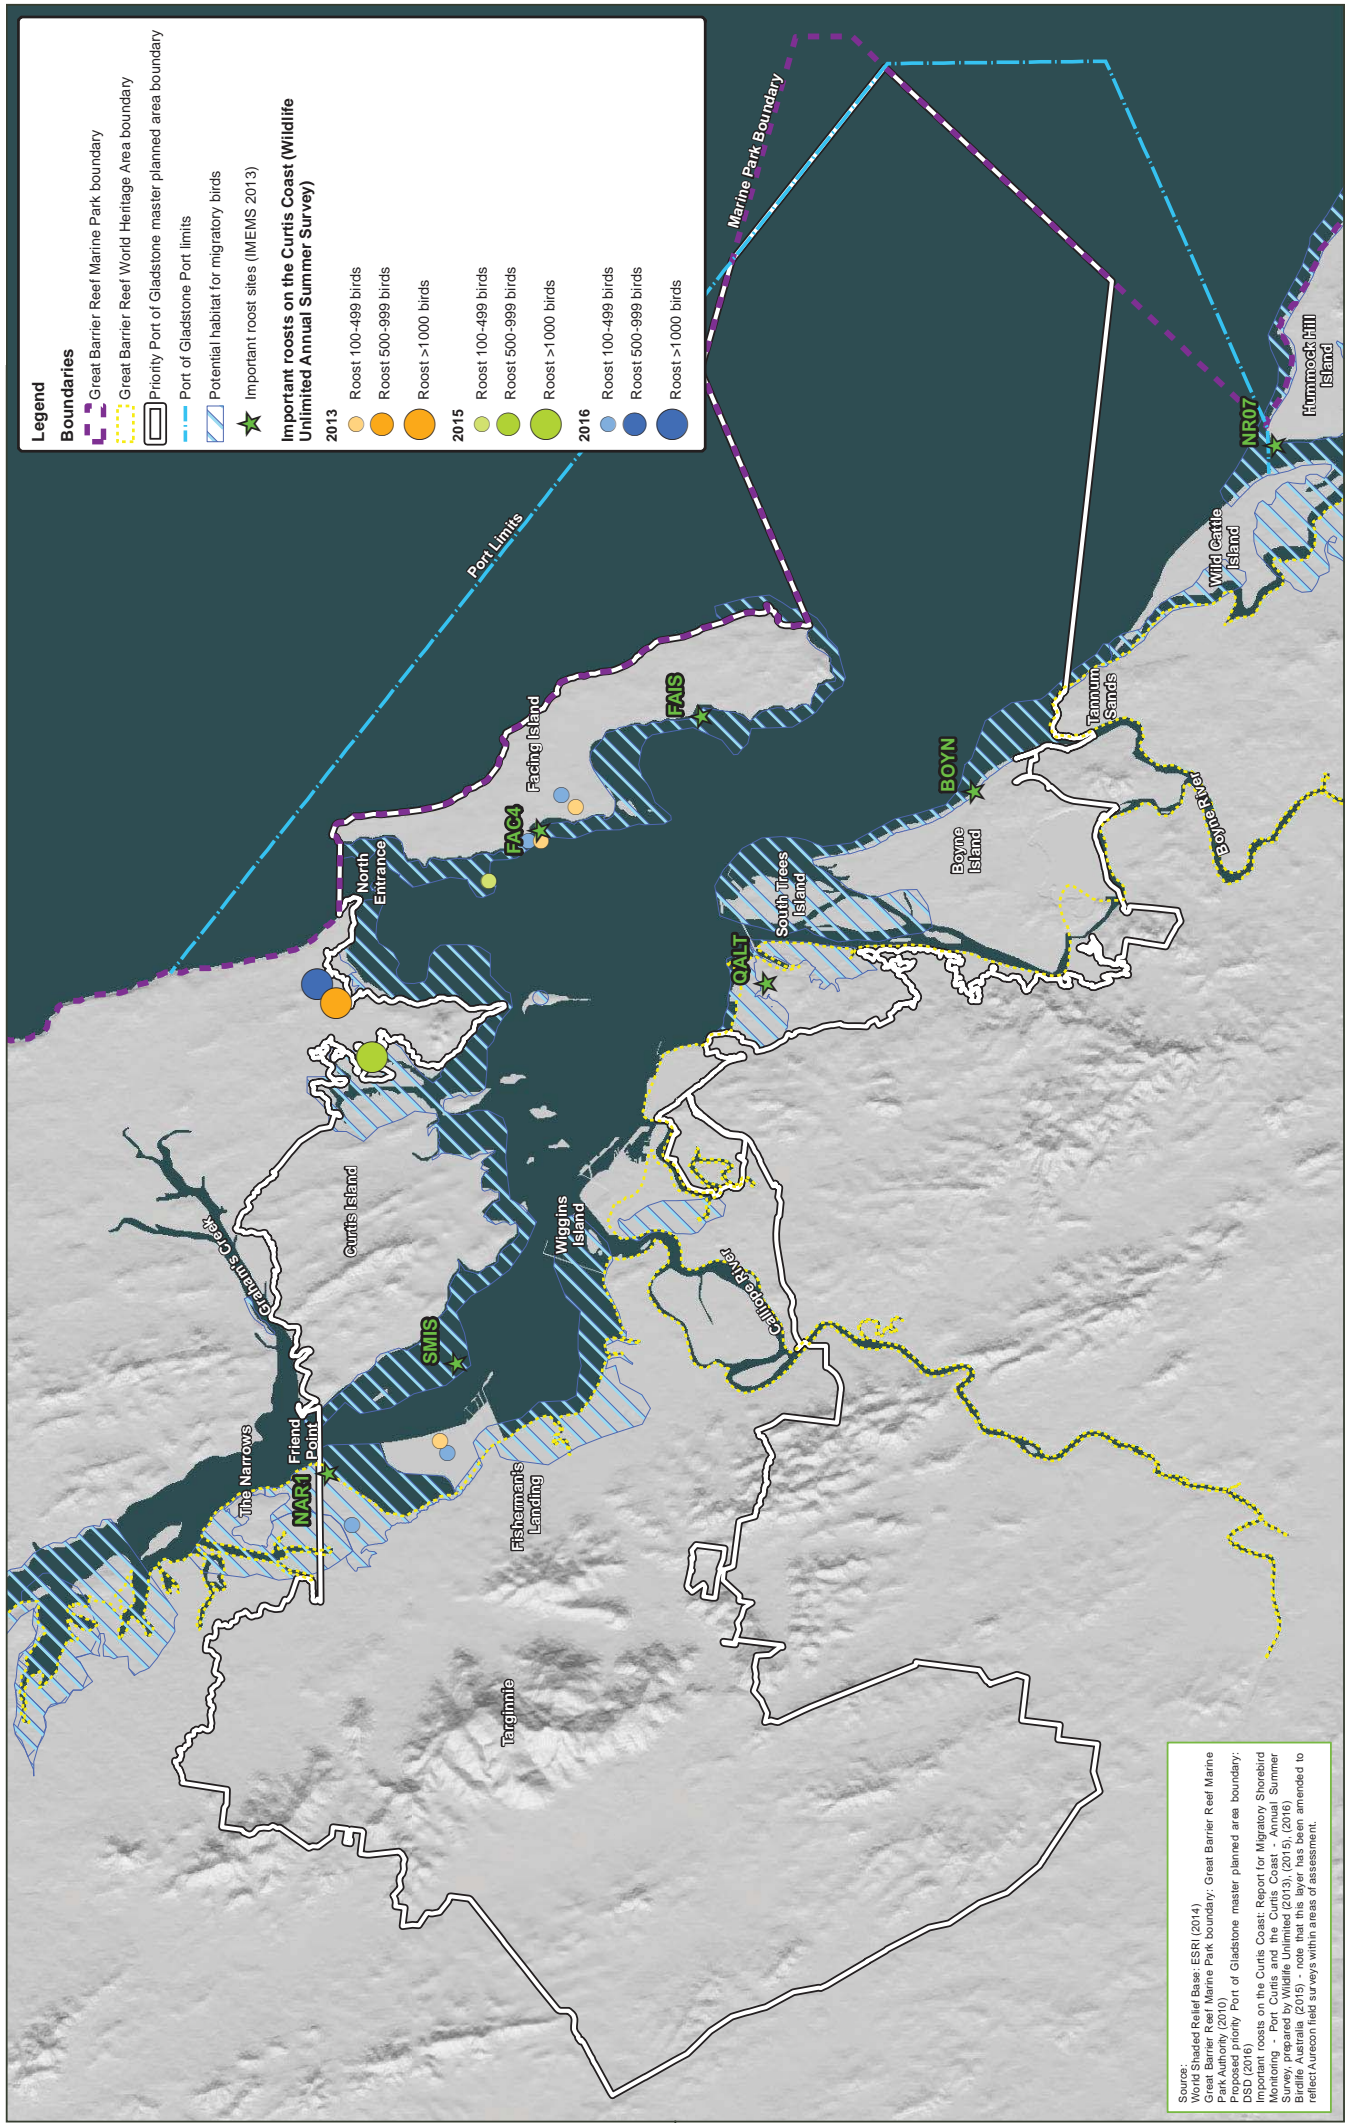 Legend
Boundaries
Great Barrier Reef Marine Park boundary
Great Barrier Reef World Heritage Area boundary
Priority Port of Gladstone master planned area boundary
Port of Gladstone Port limits
Potential habitat for migratory birds
Important roost sites (IMEMS 2013)
Important roosts on the Curtis Coast (Wildlife
Unlimited Annual Summer Survey)
2013
Roost 100-499 birds
Roost 500-999 birds
Roost >1000 birds
2015
Roost 100-499 birds
Roost 500-999 birds
Roost >1000 birds
2016
Roost 100-499 birds
Roost 500-999 birds
Roost >1000 birds
Marine Park Boundary
Port Limits
The Narrows
Graham's Creek
Friend
Point
NAR1
Curtis Island
SMIS
North
Entrance
FAC4
Facing Island
FAIS
Fisherman's
Landing
Targinnie
Wiggins
Island
Calliope River
QALT
South Trees
Island
BOYN
Boyne
Island
Tannum
Sands
Boyne River
Wild Cattle
Island
NR07
Hummock Hill
Island
Source:
World Shaded Relief Base: ESRI (2014)
Great Barrier Reef Marine Park boundary: Great Barrier Reef Marine
Park Authority (2010)
Proposed priority Port of Gladstone master planned area boundary:
DSD (2016)
Important roosts on the Curtis Coast: Report for Migratory Shorebird
Monitoring - Port Curtis and the Curtis Coast - Annual Summer
Survey, prepared by Wildlife Unlimited (2013), (2015), (2016)
Birdlife Australia (2015) - note that this layer has been amended to
reflect Aurecon field surveys within areas of assessment.